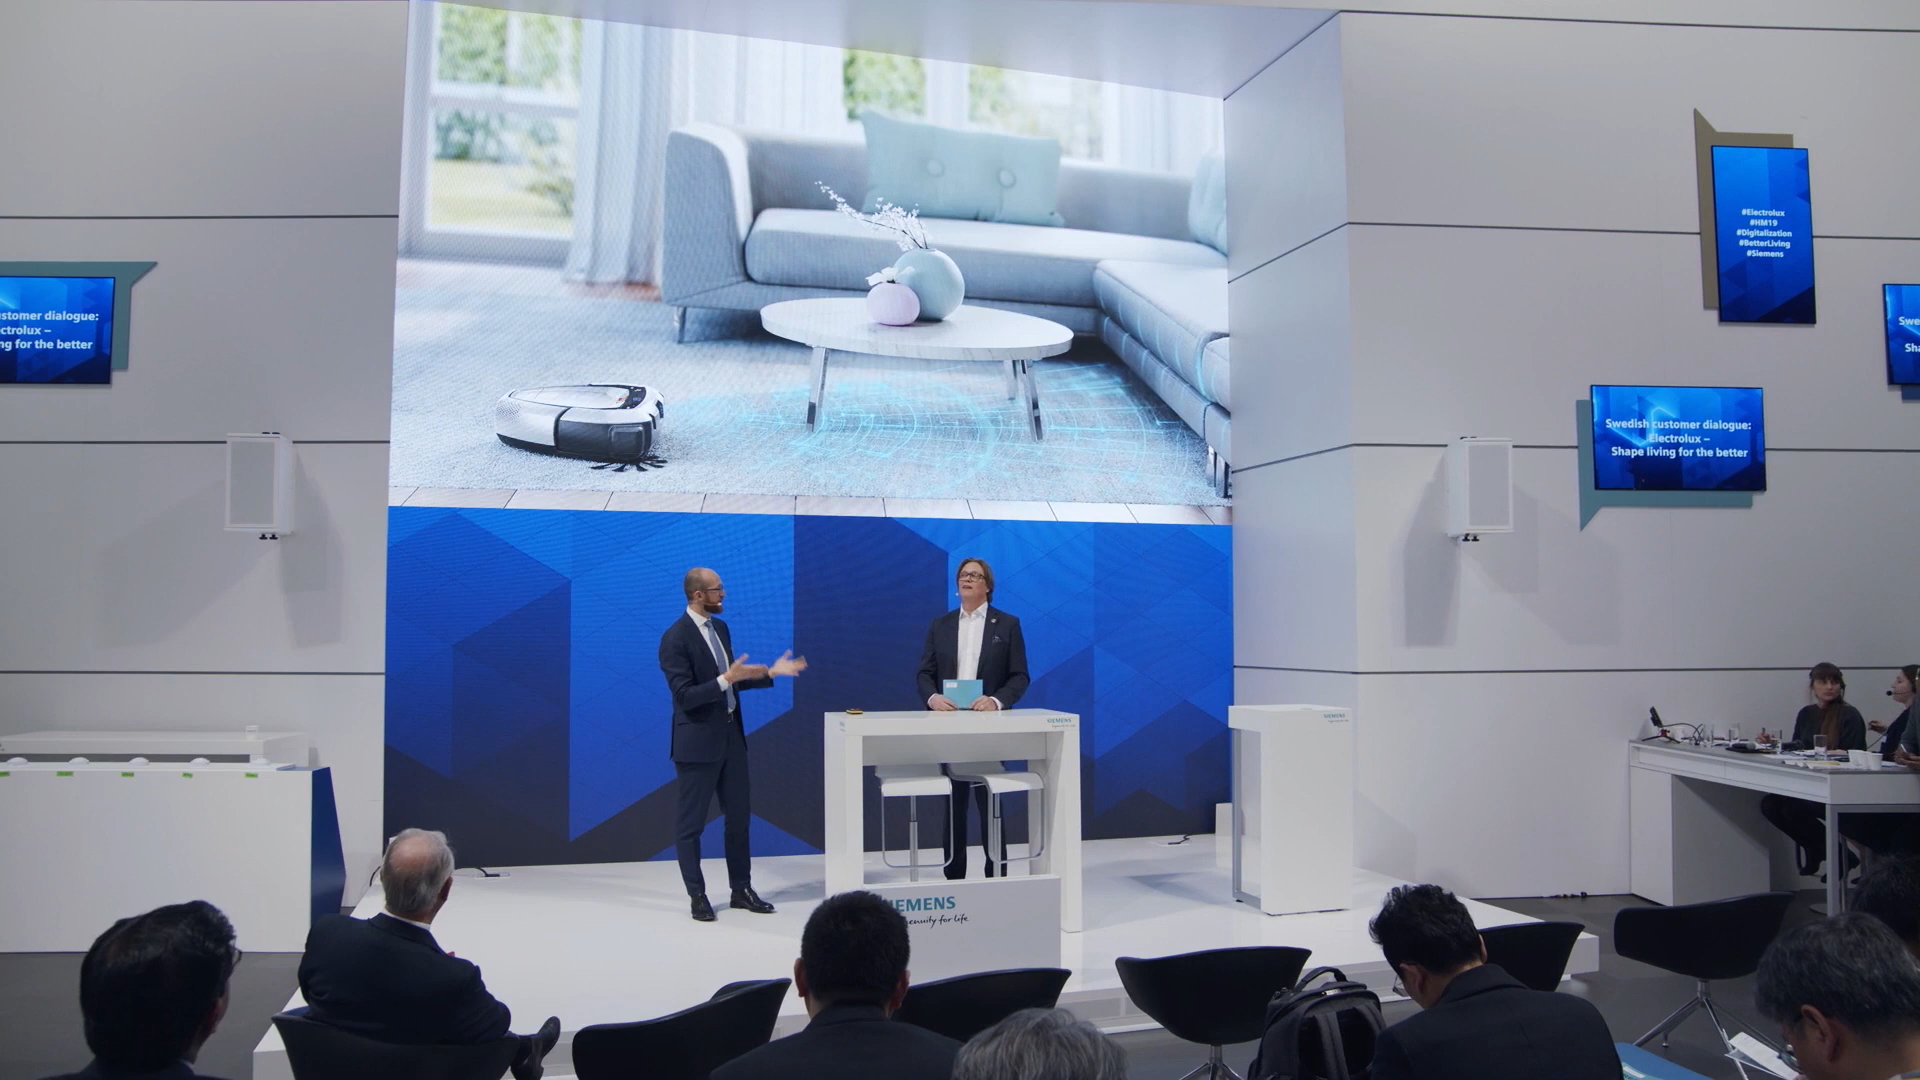 ustomer dialogue:
ctrolux –
ng for the better
#Electrolux
#HM19
#Digitalization
#BetterLiving
#Siemens
Swe
Sha
Swedish customer dialogue:
Electrolux –
Shape living for the better
SIEMENS
SIEMENS
IEMENS
enuity for life